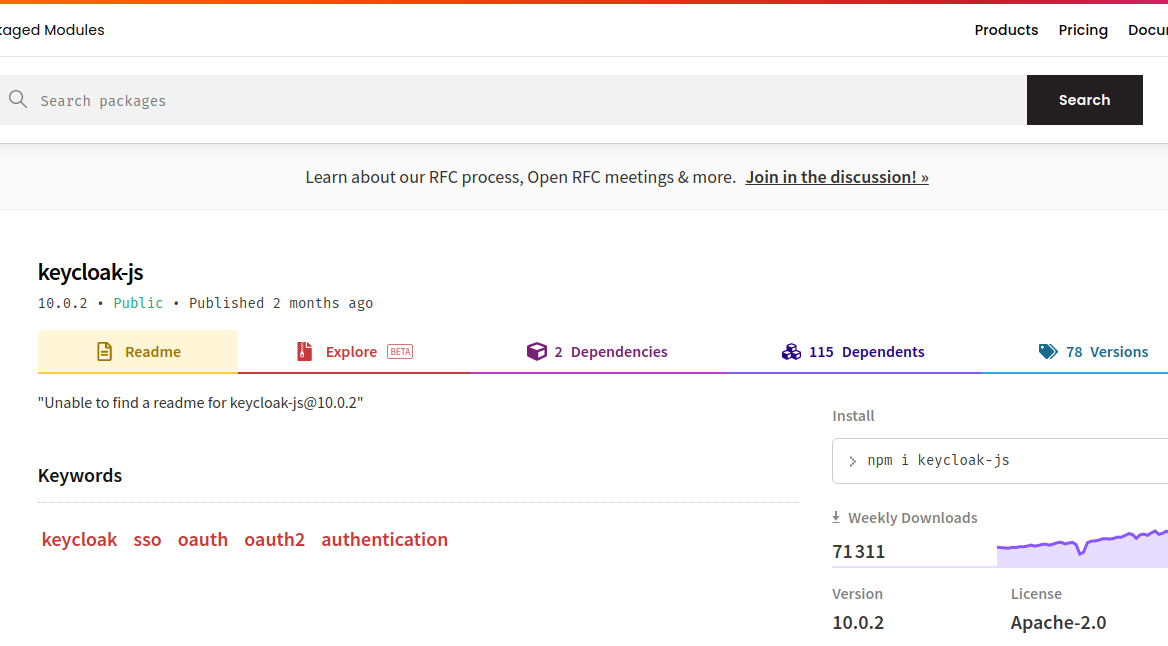 kaged Modules
Products Pricing Docu
Search packages
Search
Learn about our RFC process, Open RFC meetings & more. Join in the discussion! »
keycloak-js
10.0.2 • Public • Published 2 months ago
Readme
Explore BETA
2 Dependencies
115 Dependents
78 Versions
"Unable to find a readme for keycloak-js@10.0.2"
Keywords
keycloak sso oauth oauth2 authentication
Install
npm i keycloak-js
Weekly Downloads
71 311
Version
10.0.2
License
Apache-2.0